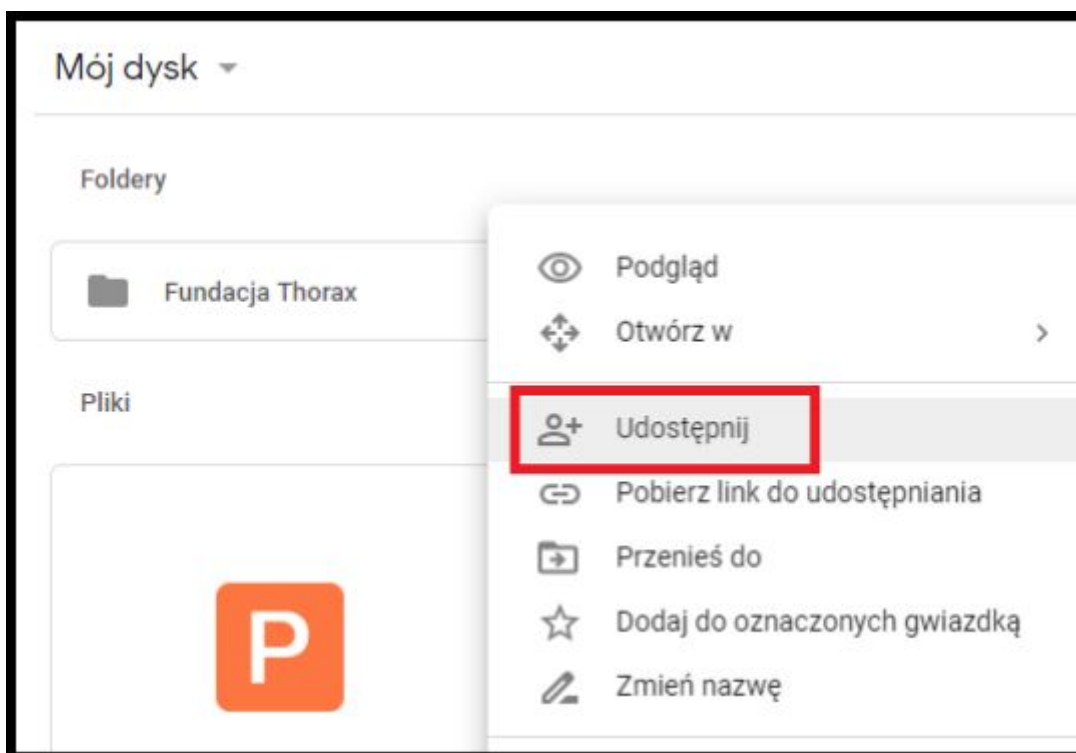 Mój dysk
Foldery
Fundacja Thorax
Pliki
P
Podgląd
Otwórz w
Udostępnij
Pobierz link do udostępniania
Przenieś do
Dodaj do oznaczonych gwiazdką
Zmień nazwę